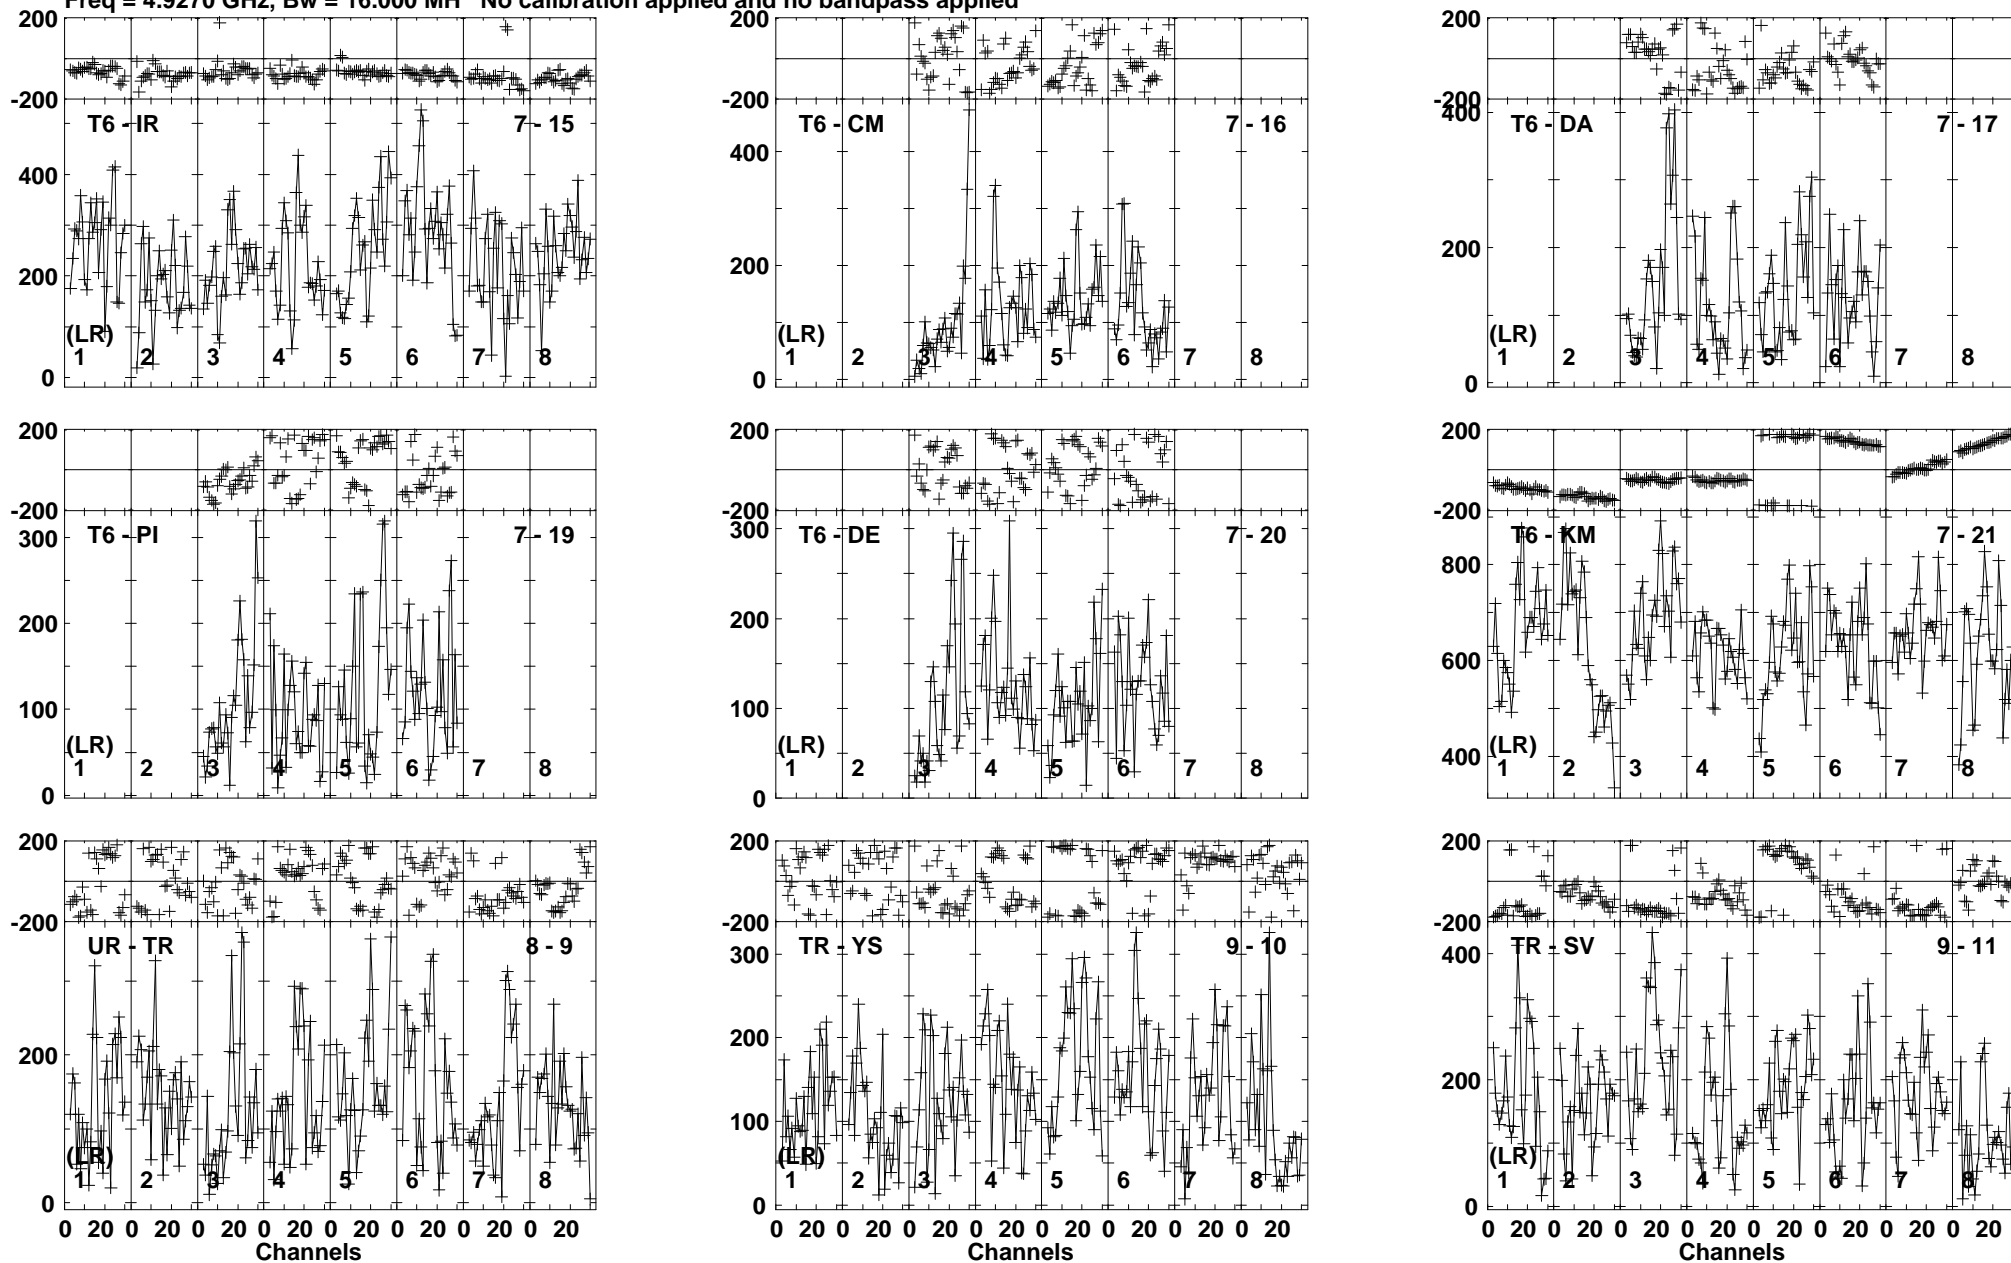 Freq = 4.9270 GHz, Bw = 16.000 MH No calibration applied and no bandpass applied
200
-200
T6 - IR 7 - 15
400
200
0
(LR)
1 2 3 4 5 6 7 8
200
-200
T6 - CM 7 - 16
400
200
0
(LR)
1 2 3 4 5 6 7 8
200
-200
400
T6 - DA 7 - 17
200
0
(LR)
1 2 3 4 5 6 7 8
200
-200
300
T6 - PI 7 - 19
200
100
0
(LR)
1 2 3 4 5 6 7 8
200
-200
300
T6 - DE 7 - 20
200
100
0
(LR)
1 2 3 4 5 6 7 8
200
-200
T6 - KM 7 - 21
800
600
400
(LR)
1 2 3 4 5 6 7 8
200
-200
UR - TR 8 - 9
200
0
(LR)
1 2 3 4 5 6 7 8
0 20 0 20 0 20 0 20 0 20 0 20 0 20 0 20
Channels
200
-200
TR - YS 9 - 10
300
200
100
0
(LR)
1 2 3 4 5 6 7 8
0 20 0 20 0 20 0 20 0 20 0 20 0 20 0 20
Channels
200
-200
TR - SV 9 - 11
400
200
0
(LR)
1 2 3 4 5 6 7 8
0 20 0 20 0 20 0 20 0 20 0 20 0 20 0 20
Channels